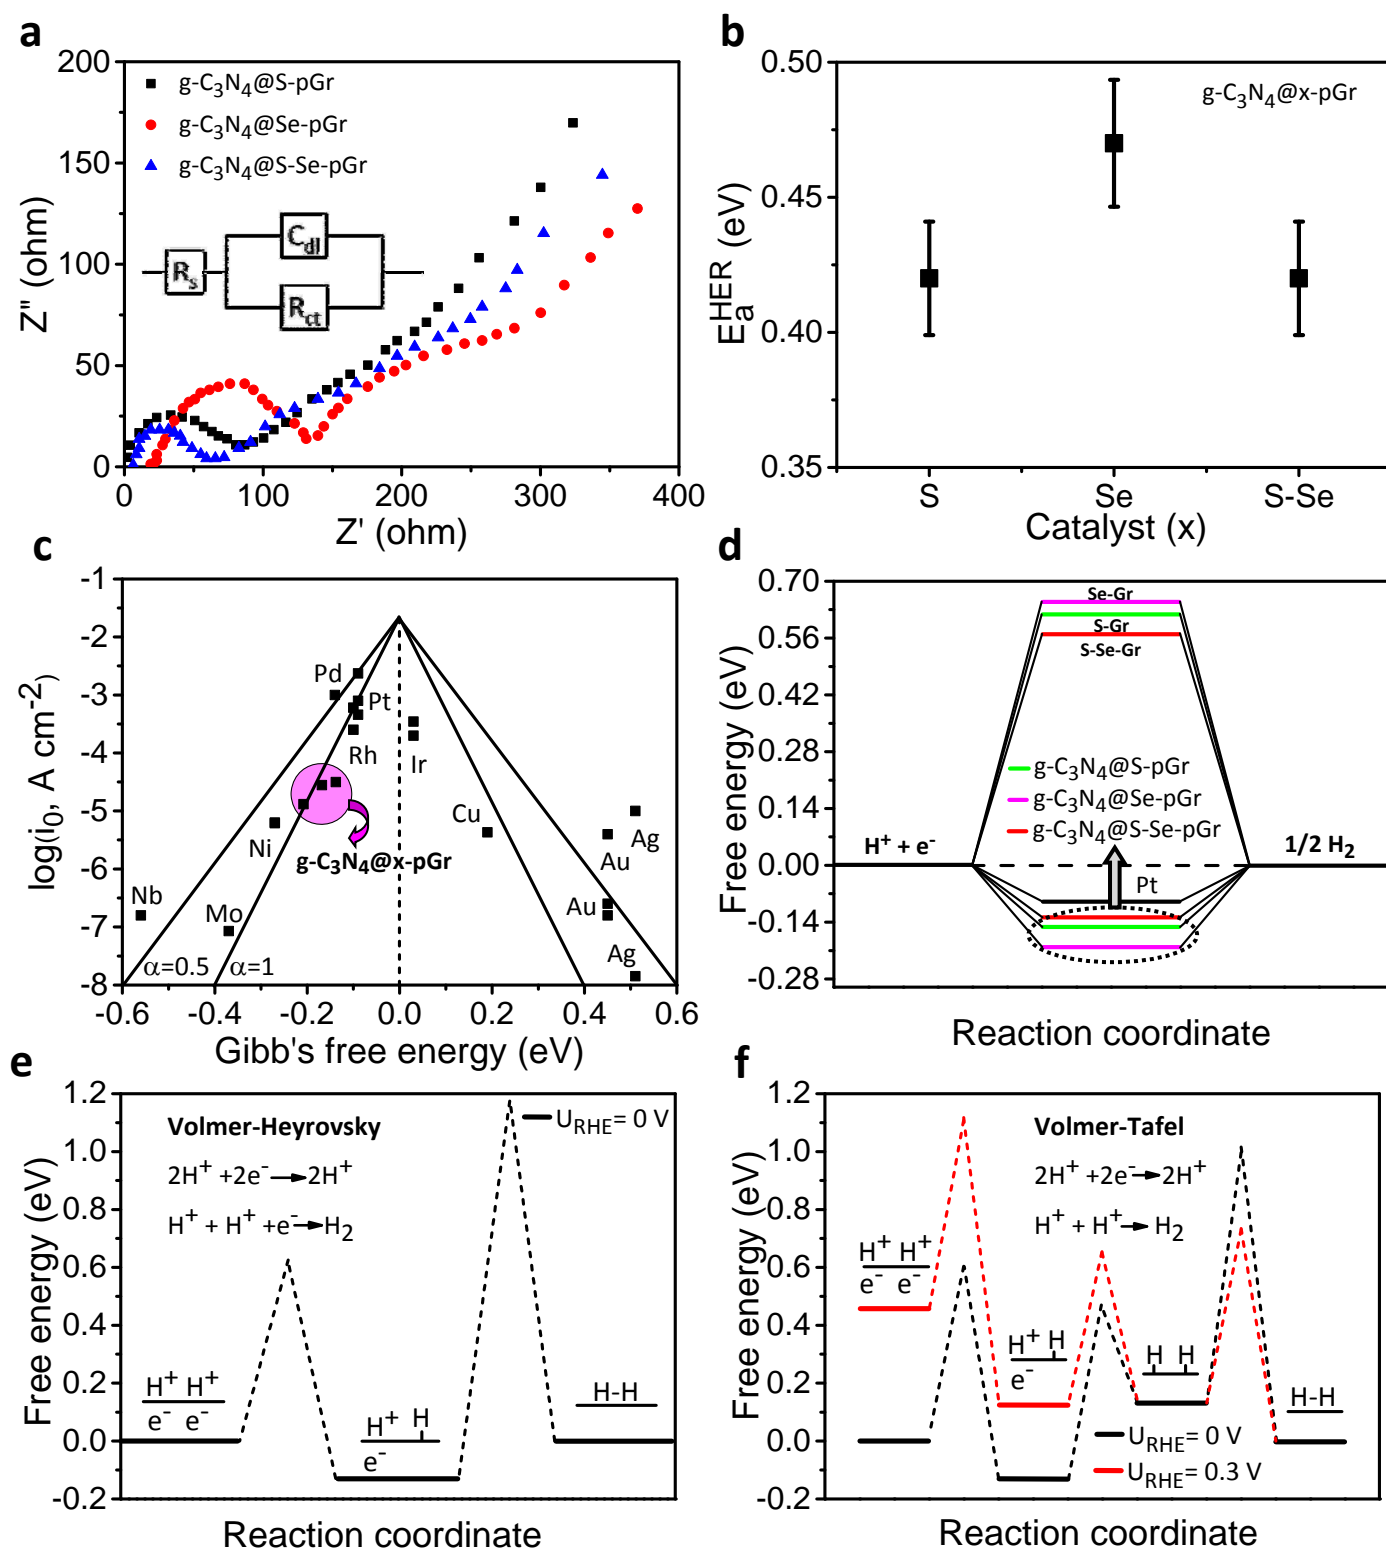 a
200
150
100
50
0
0 100 200 300 400
Z'' (ohm)
Z' (ohm)
g-C₃N₄@S-pGr
g-C₃N₄@Se-pGr
g-C₃N₄@S-Se-pGr
R_s
C_dl
R_ct
b
0.50
0.45
0.40
0.35
S Se S-Se
E_a^HER (eV)
Catalyst (x)
g-C₃N₄@x-pGr
c
-1
-2
-3
-4
-5
-6
-7
-8
-0.6 -0.4 -0.2 0.0 0.2 0.4 0.6
log(i₀, A cm⁻²)
Gibb's free energy (eV)
Pd
Pt
Rh
Ir
Cu
Ni
g-C₃N₄@x-pGr
Ag
Au
Nb
Mo
Au
Ag
α=0.5
α=1
d
0.70
0.56
0.42
0.28
0.14
0.00
-0.14
-0.28
Free energy (eV)
Reaction coordinate
Se-Gr
S-Gr
S-Se-Gr
g-C₃N₄@S-pGr
g-C₃N₄@Se-pGr
g-C₃N₄@S-Se-pGr
H⁺ + e⁻
1/2 H₂
Pt
e
1.2
1.0
0.8
0.6
0.4
0.2
0.0
-0.2
Free energy (eV)
Reaction coordinate
Volmer-Heyrovsky
U_RHE= 0 V
2H⁺ +2e⁻→2H⁺
H⁺ + H⁺ +e⁻→H₂
H⁺ H⁺
e⁻ e⁻
H⁺ H
e⁻
H-H
f
1.2
1.0
0.8
0.6
0.4
0.2
0.0
-0.2
Free energy (eV)
Reaction coordinate
Volmer-Tafel
2H⁺ +2e⁻→2H⁺
H⁺ + H⁺→ H₂
H⁺ H⁺
e⁻ e⁻
H⁺ H
e⁻
H H
H-H
U_RHE= 0 V
U_RHE= 0.3 V